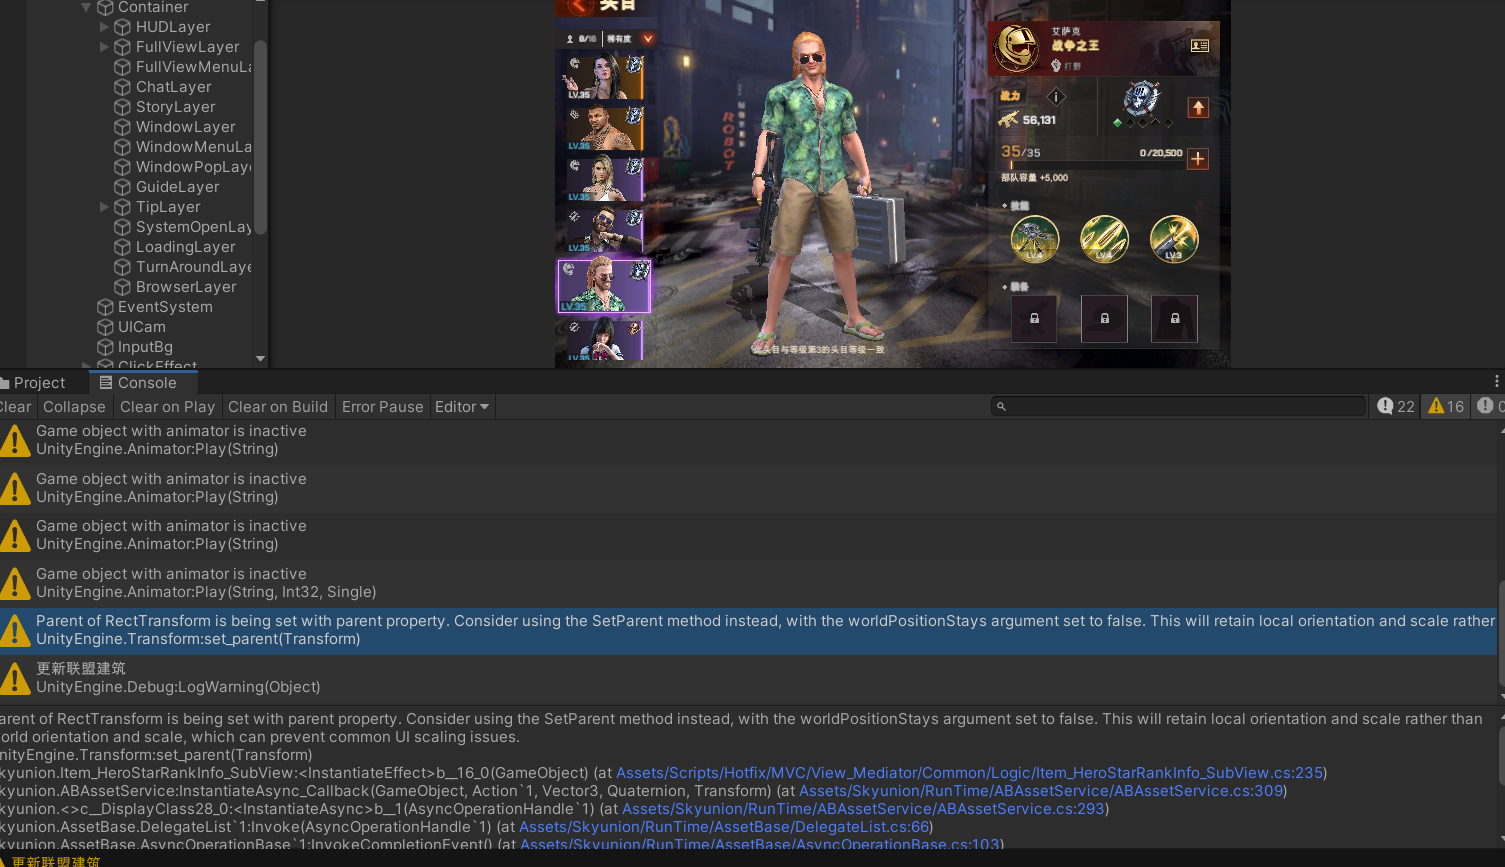 Container
HUDLayer
FullViewLayer
FullViewMenuLa
ChatLayer
StoryLayer
WindowLayer
WindowMenuLa
WindowPopLaye
GuideLayer
TipLayer
SystemOpenLay
LoadingLayer
TurnAroundLaye
BrowserLayer
EventSystem
UICam
InputBg
ClickEffect
头目
稀有度
LV.35
LV.35
LV.35
LV.35
LV.35
LV.35
ROBOT
艾萨克
战争之王
打野
战力
56,131
35/35
0/20,500
部队容量 +5,000
技能
LV.4
LV.4
LV.3
装备
头目与等级第3的头目等级一致
Project
Console
Clear
Collapse
Clear on Play
Clear on Build
Error Pause
Editor
22
16
0
Game object with animator is inactive
UnityEngine.Animator:Play(String)
Game object with animator is inactive
UnityEngine.Animator:Play(String)
Game object with animator is inactive
UnityEngine.Animator:Play(String)
Game object with animator is inactive
UnityEngine.Animator:Play(String, Int32, Single)
Parent of RectTransform is being set with parent property. Consider using the SetParent method instead, with the worldPositionStays argument set to false. This will retain local orientation and scale rather
UnityEngine.Transform:set_parent(Transform)
更新联盟建筑
UnityEngine.Debug:LogWarning(Object)
arent of RectTransform is being set with parent property. Consider using the SetParent method instead, with the worldPositionStays argument set to false. This will retain local orientation and scale rather than
orld orientation and scale, which can prevent common UI scaling issues.
nityEngine.Transform:set_parent(Transform)
kyunion.Item_HeroStarRankInfo_SubView:<InstantiateEffect>b__16_0(GameObject) (at Assets/Scripts/Hotfix/MVC/View_Mediator/Common/Logic/Item_HeroStarRankInfo_SubView.cs:235)
kyunion.ABAssetService:InstantiateAsync_Callback(GameObject, Action`1, Vector3, Quaternion, Transform) (at Assets/Skyunion/RunTime/ABAssetService/ABAssetService.cs:309)
kyunion.<>c__DisplayClass28_0:<InstantiateAsync>b__1(AsyncOperationHandle`1) (at Assets/Skyunion/RunTime/ABAssetService/ABAssetService.cs:293)
kyunion.AssetBase.DelegateList`1:Invoke(AsyncOperationHandle`1) (at Assets/Skyunion/RunTime/AssetBase/DelegateList.cs:66)
kyunion.AssetBase.AsyncOperationBase`1:InvokeCompletionEvent() (at Assets/Skyunion/RunTime/AssetBase/AsyncOperationBase.cs:103)
更新联盟建筑